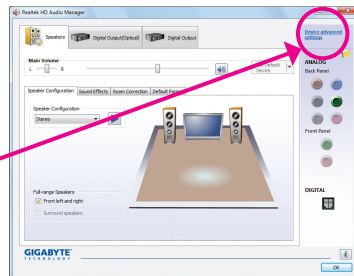 Realtek HD Audio Manager
Speakers
Digital Output(Optical)
Digital Output
Device advanced
settings
Main Volume
L
R
Default
Device
ANALOG
Back Panel
Speaker Configuration
Sound Effects
Room Correction
Default Format
Speaker Configuration
Stereo
Front Panel
Full-range Speakers
Front left and right
Surround speakers
DIGITAL
GIGABYTE
TECHNOLOGY
OK